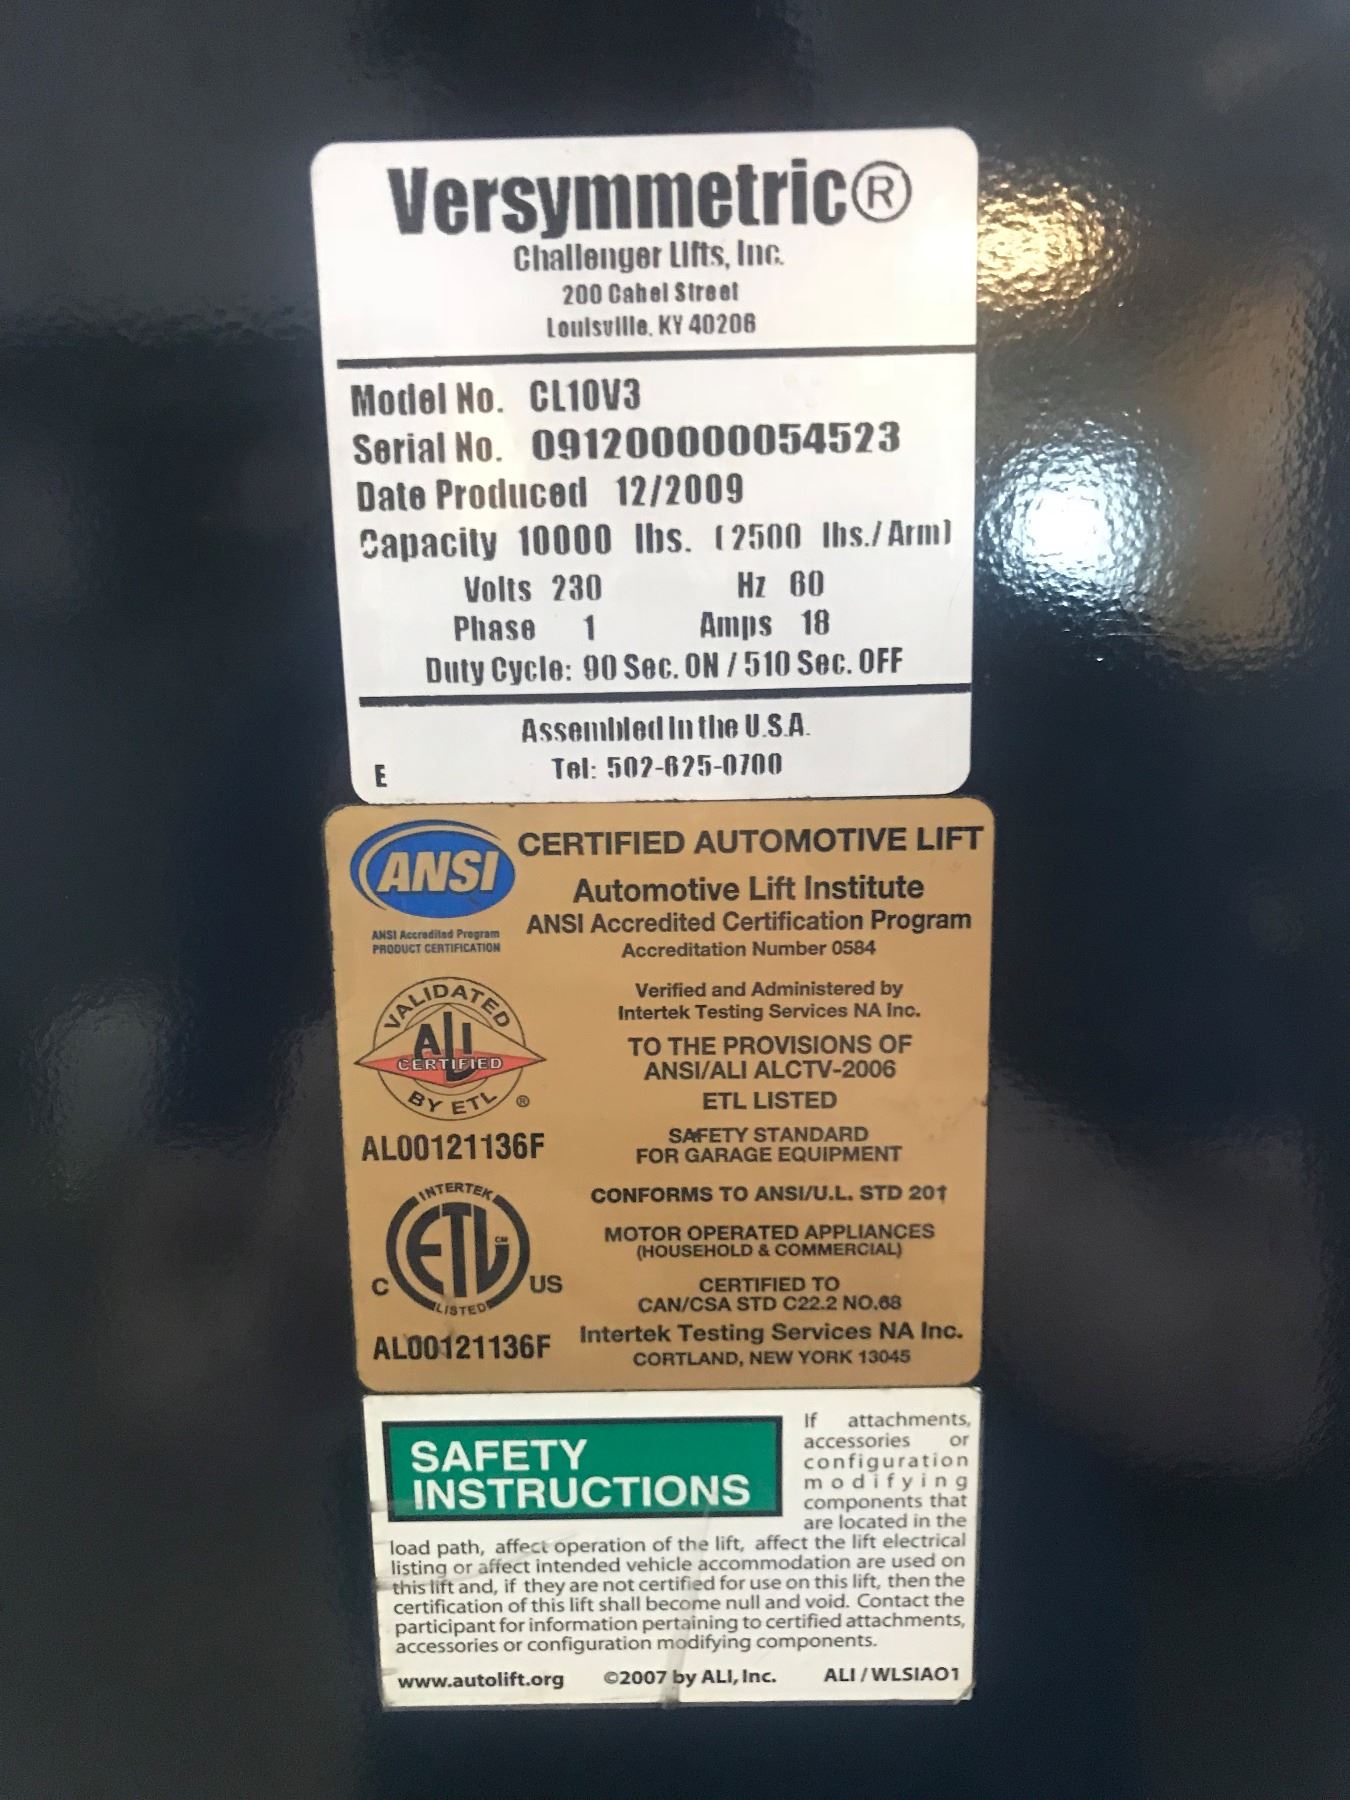 Versymmetric®
Challenger Lifts, Inc.
200 Cabel Street
Louisville, KY 40206
Model No. CL10V3
Serial No. 091200000054523
Date Produced 12/2009
Capacity 10000 lbs. (2500 lbs./Arm)
Volts 230 Hz 60
Phase 1 Amps 18
Duty Cycle: 90 Sec. ON / 510 Sec. OFF
Assembled In the U.S.A.
E Tel: 502-625-0700
ANSI
ANSI Accredited Program
PRODUCT CERTIFICATION
CERTIFIED AUTOMOTIVE LIFT
Automotive Lift Institute
ANSI Accredited Certification Program
Accreditation Number 0584
VALIDATED
ALI
CERTIFIED
BY ETL ®
AL00121136F
Verified and Administered by
Intertek Testing Services NA Inc.
TO THE PROVISIONS OF
ANSI/ALI ALCTV-2006
ETL LISTED
SAFETY STANDARD
FOR GARAGE EQUIPMENT
CONFORMS TO ANSI/U.L. STD 201
MOTOR OPERATED APPLIANCES
(HOUSEHOLD & COMMERCIAL)
CERTIFIED TO
CAN/CSA STD C22.2 NO.68
Intertek Testing Services NA Inc.
CORTLAND, NEW YORK 13045
INTERTEK
C ETL CM US
LISTED
AL00121136F
SAFETY
INSTRUCTIONS
If attachments,
accessories or
configuration
modifying
components that
are located in the
load path, affect operation of the lift, affect the lift electrical
listing or affect intended vehicle accommodation are used on
this lift and, if they are not certified for use on this lift, then the
certification of this lift shall become null and void. Contact the
participant for information pertaining to certified attachments,
accessories or configuration modifying components.
www.autolift.org ©2007 by ALI, Inc. ALI / WLSIAO1